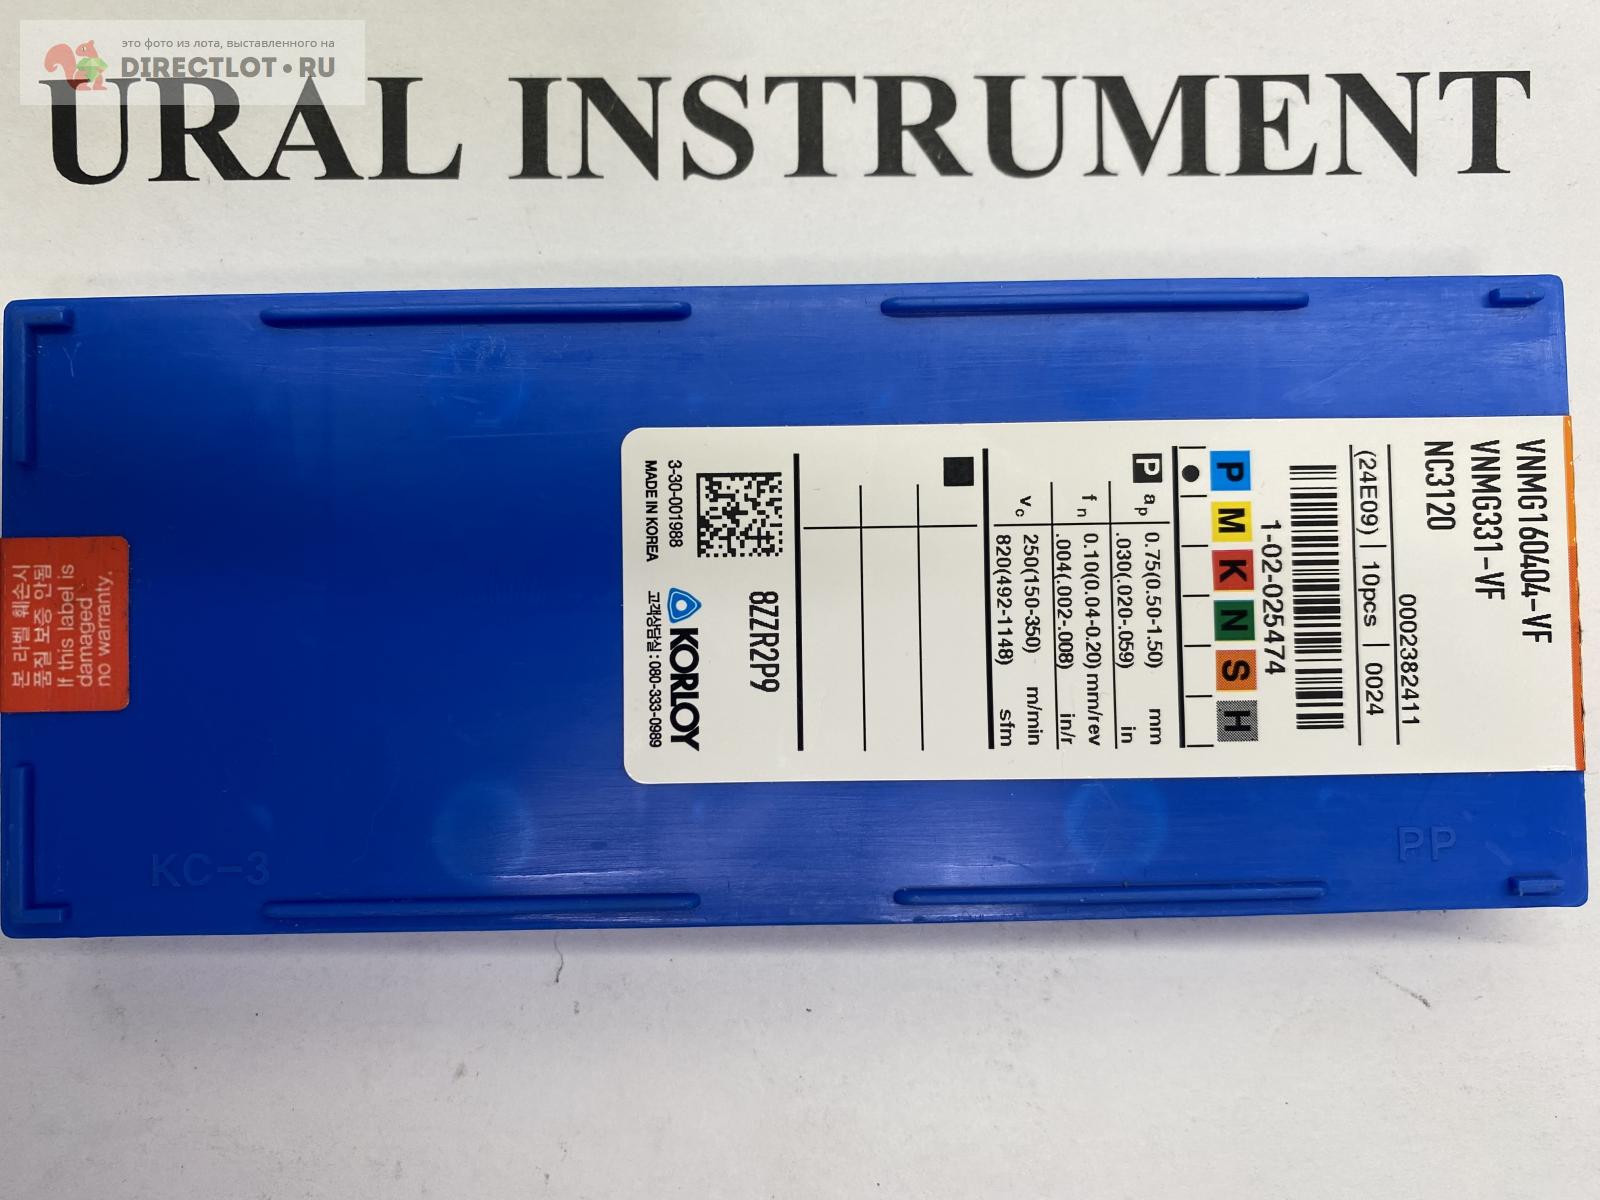 это фото из лота, выставленного на
DIRECTLOT•RU
URAL INSTRUMENT
VNMG160404-VF
VNMG331-VF
NC3120
0002382411
(24E09) | 10pcs | 0024
1-02-025474
P M K N S H
P ap 0.75(0.50-1.50) mm
.030(.020-.059) in
fn 0.10(0.04-0.20) mm/rev
.004(.002-.008) in/r
vc 250(150-350) m/min
820(492-1148) sfm
8ZZR2P9
KORLOY
3-30-001988
고객상담실 : 080-333-0989
MADE IN KOREA
본 라벨 훼손시
품질 보증 안됨
If this label is
damaged
no warranty,
KC-3
PP